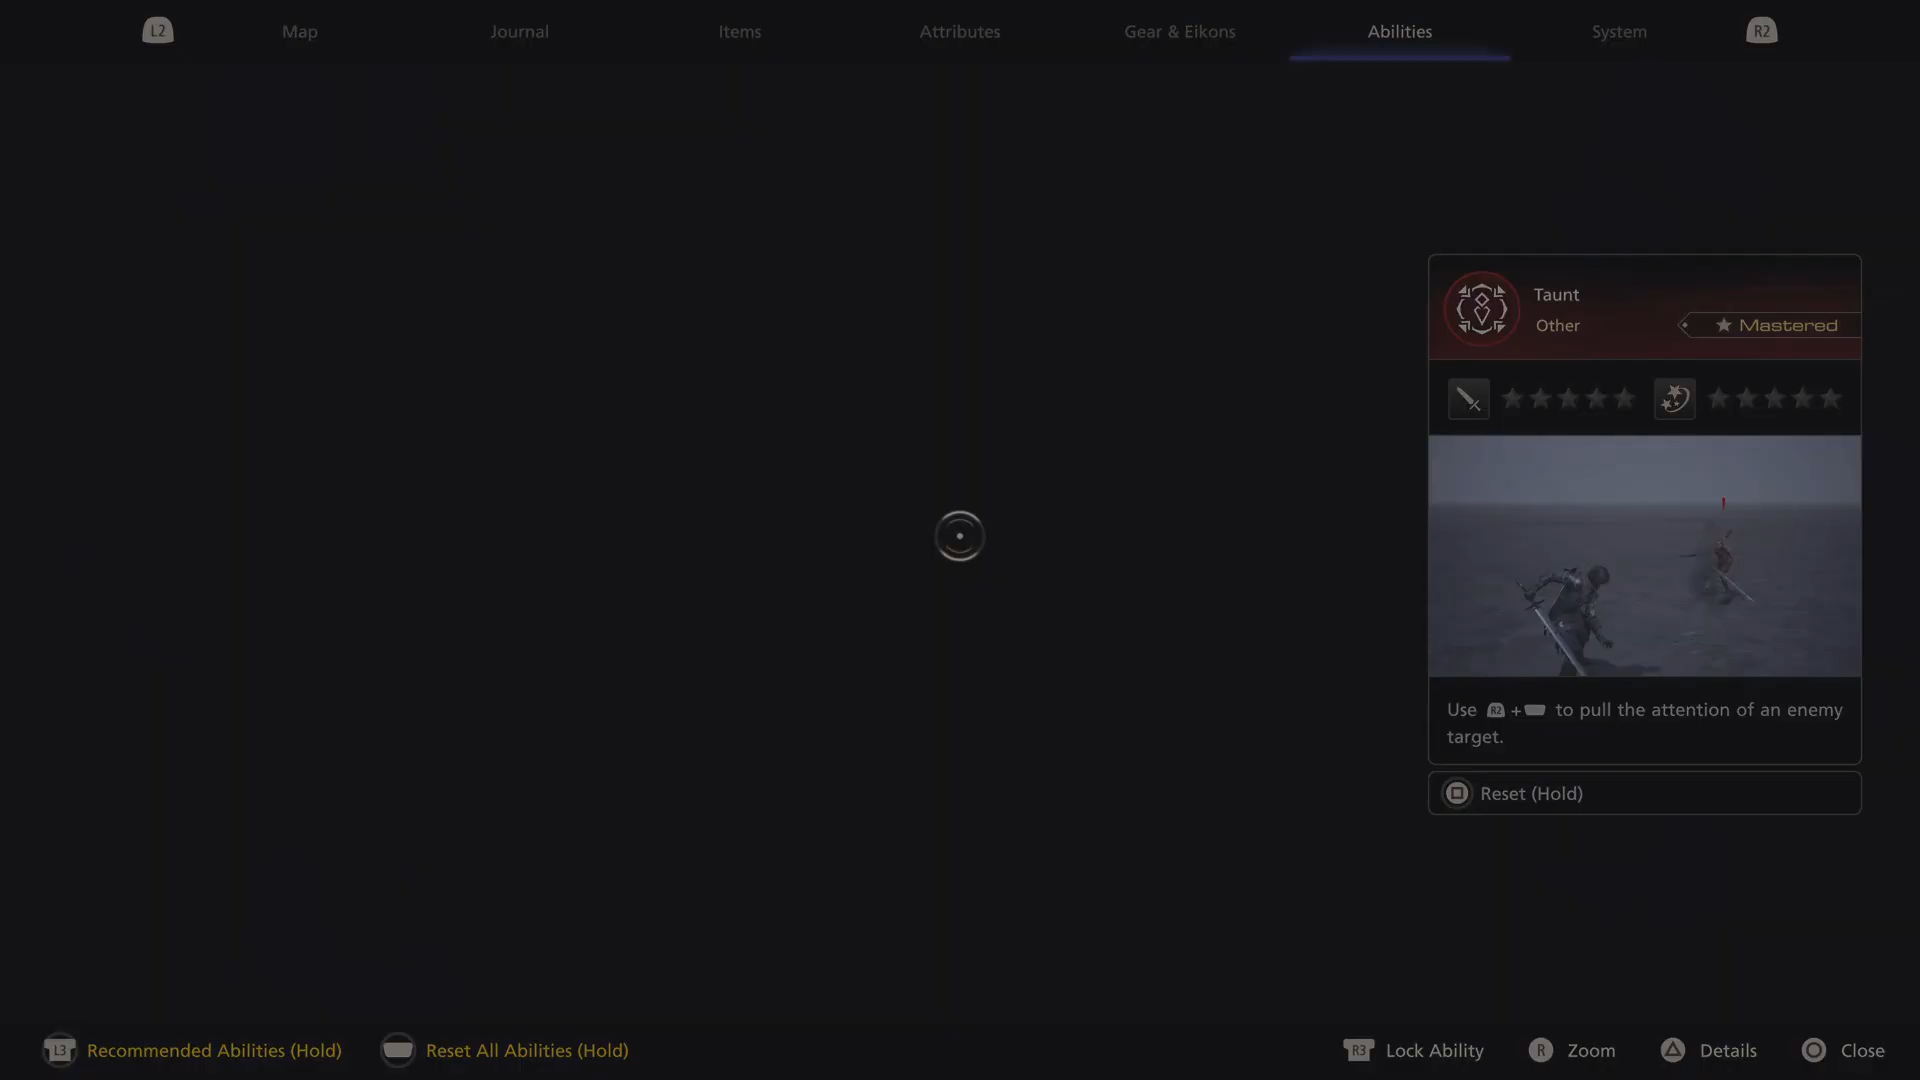 L2 Map Journal Items Attributes Gear & Eikons Abilities System R2
Taunt
Other
Mastered
Use R2 + to pull the attention of an enemy
target.
Reset (Hold)
L3 Recommended Abilities (Hold) Reset All Abilities (Hold) R3 Lock Ability R Zoom Details Close